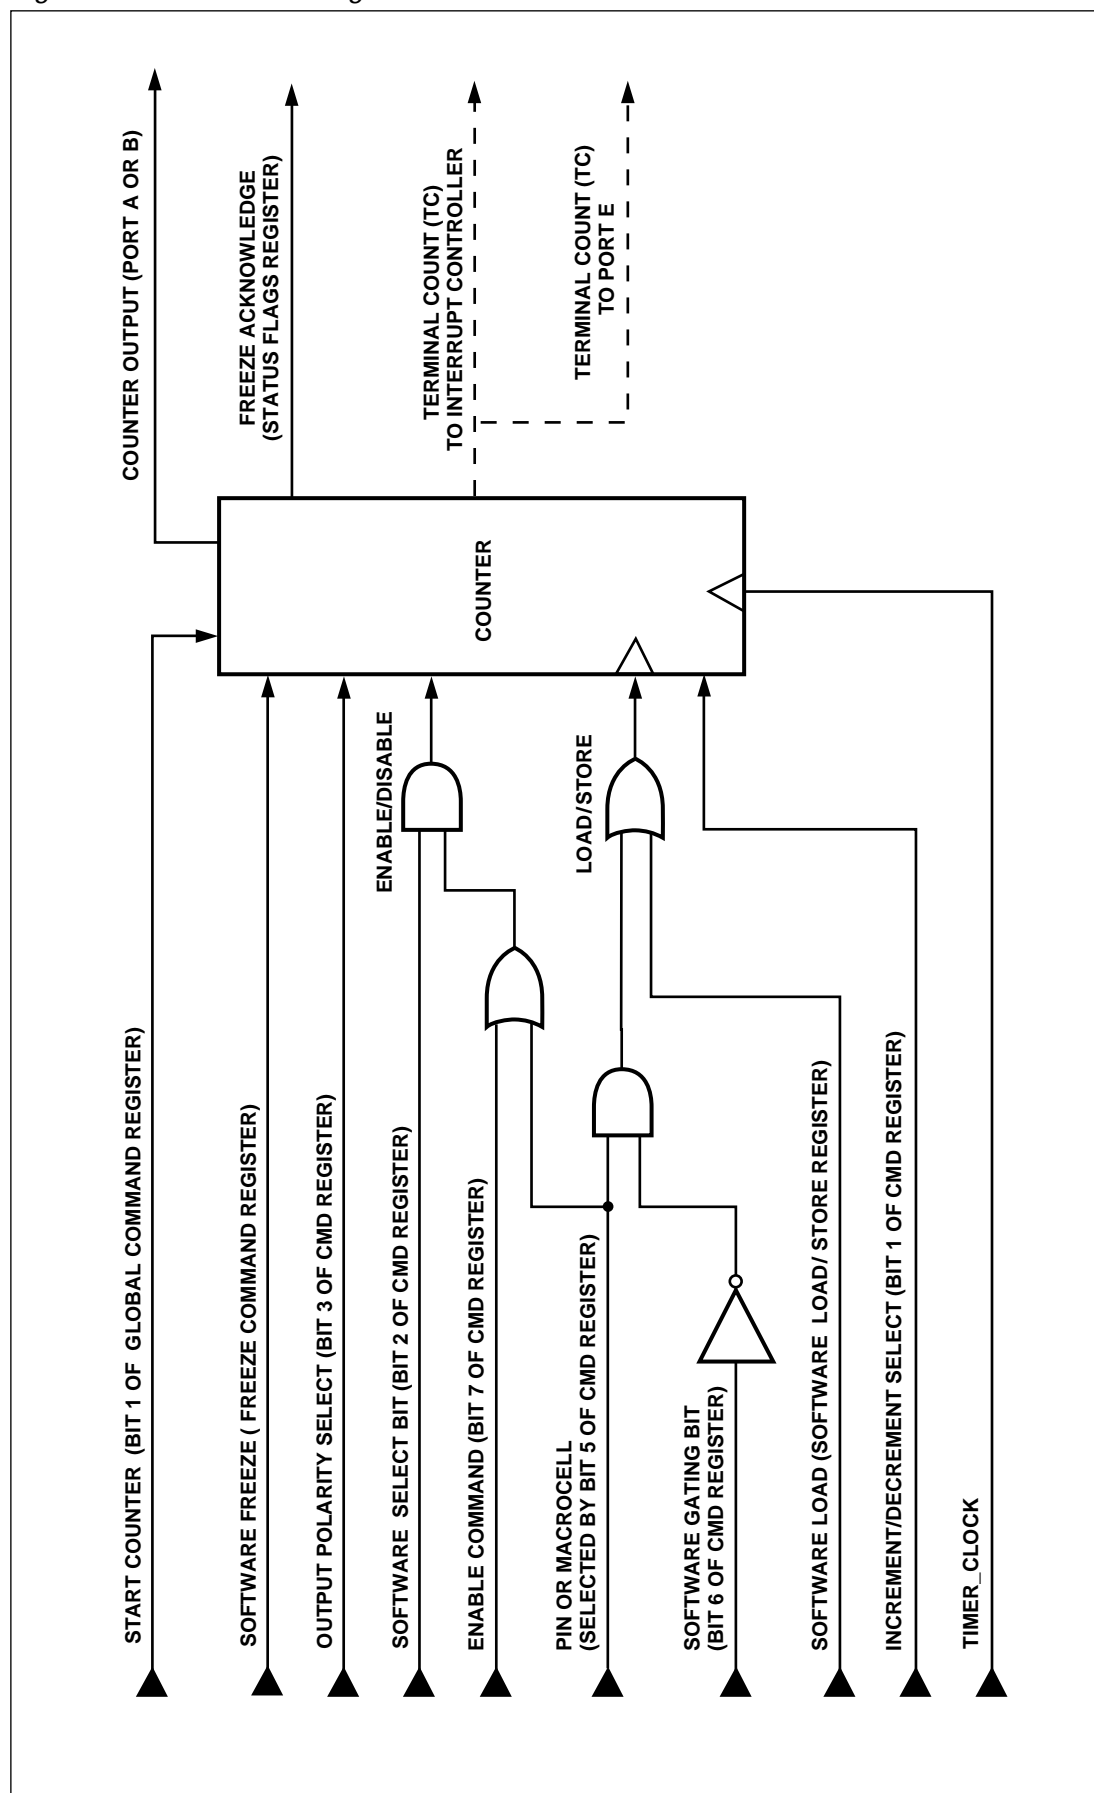 START COUNTER (BIT 1 OF GLOBAL COMMAND REGISTER)
SOFTWARE FREEZE ( FREEZE COMMAND REGISTER)
OUTPUT POLARITY SELECT (BIT 3 OF CMD REGISTER)
SOFTWARE SELECT BIT (BIT 2 OF CMD REGISTER)
ENABLE COMMAND (BIT 7 OF CMD REGISTER)
PIN OR MACROCELL
(SELECTED BY BIT 5 OF CMD REGISTER)
SOFTWARE GATING BIT
(BIT 6 OF CMD REGISTER)
SOFTWARE LOAD (SOFTWARE LOAD/ STORE REGISTER)
INCREMENT/DECREMENT SELECT (BIT 1 OF CMD REGISTER)
TIMER_CLOCK
ENABLE/DISABLE
LOAD/STORE
COUNTER
COUNTER OUTPUT (PORT A OR B)
FREEZE ACKNOWLEDGE
(STATUS FLAGS REGISTER)
TERMINAL COUNT (TC)
TO INTERRUPT CONTROLLER
TERMINAL COUNT (TC)
TO PORT E